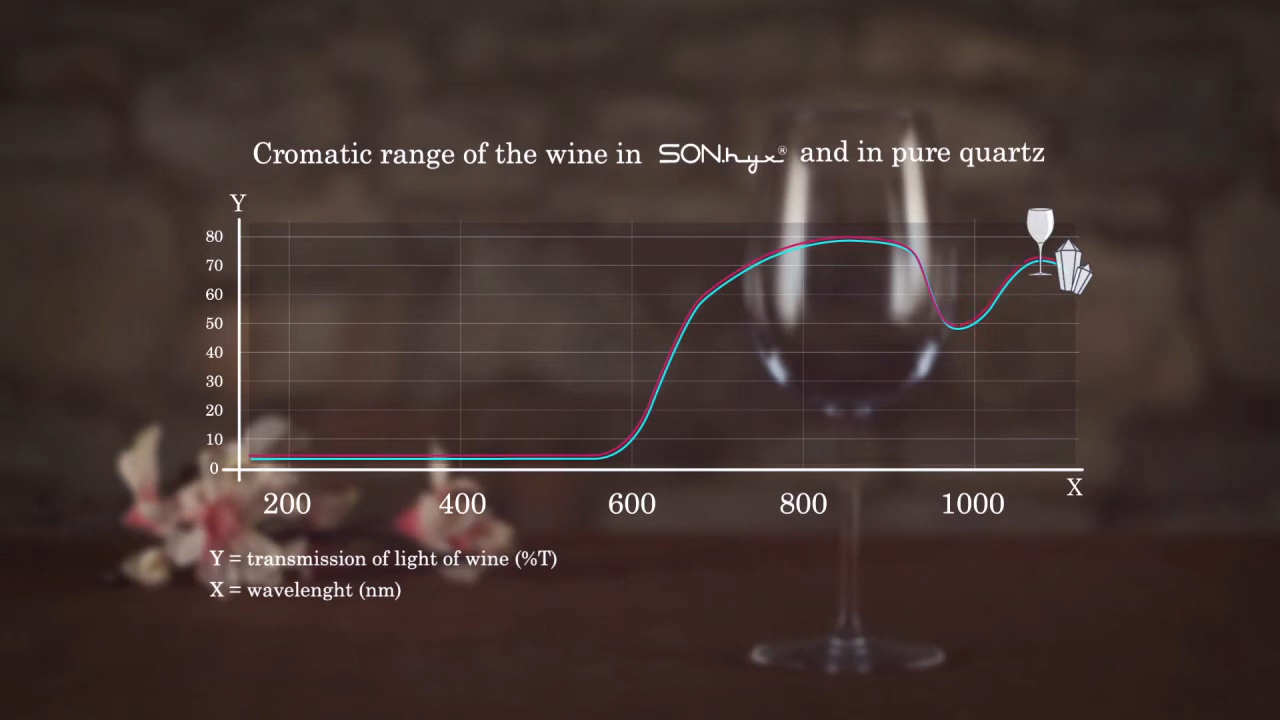 Cromatic range of the wine in SON.hyx® and in pure quartz
Y
80
70
60
50
40
30
20
10
0
200 400 600 800 1000
X
Y = transmission of light of wine (%T)
X = wavelenght (nm)